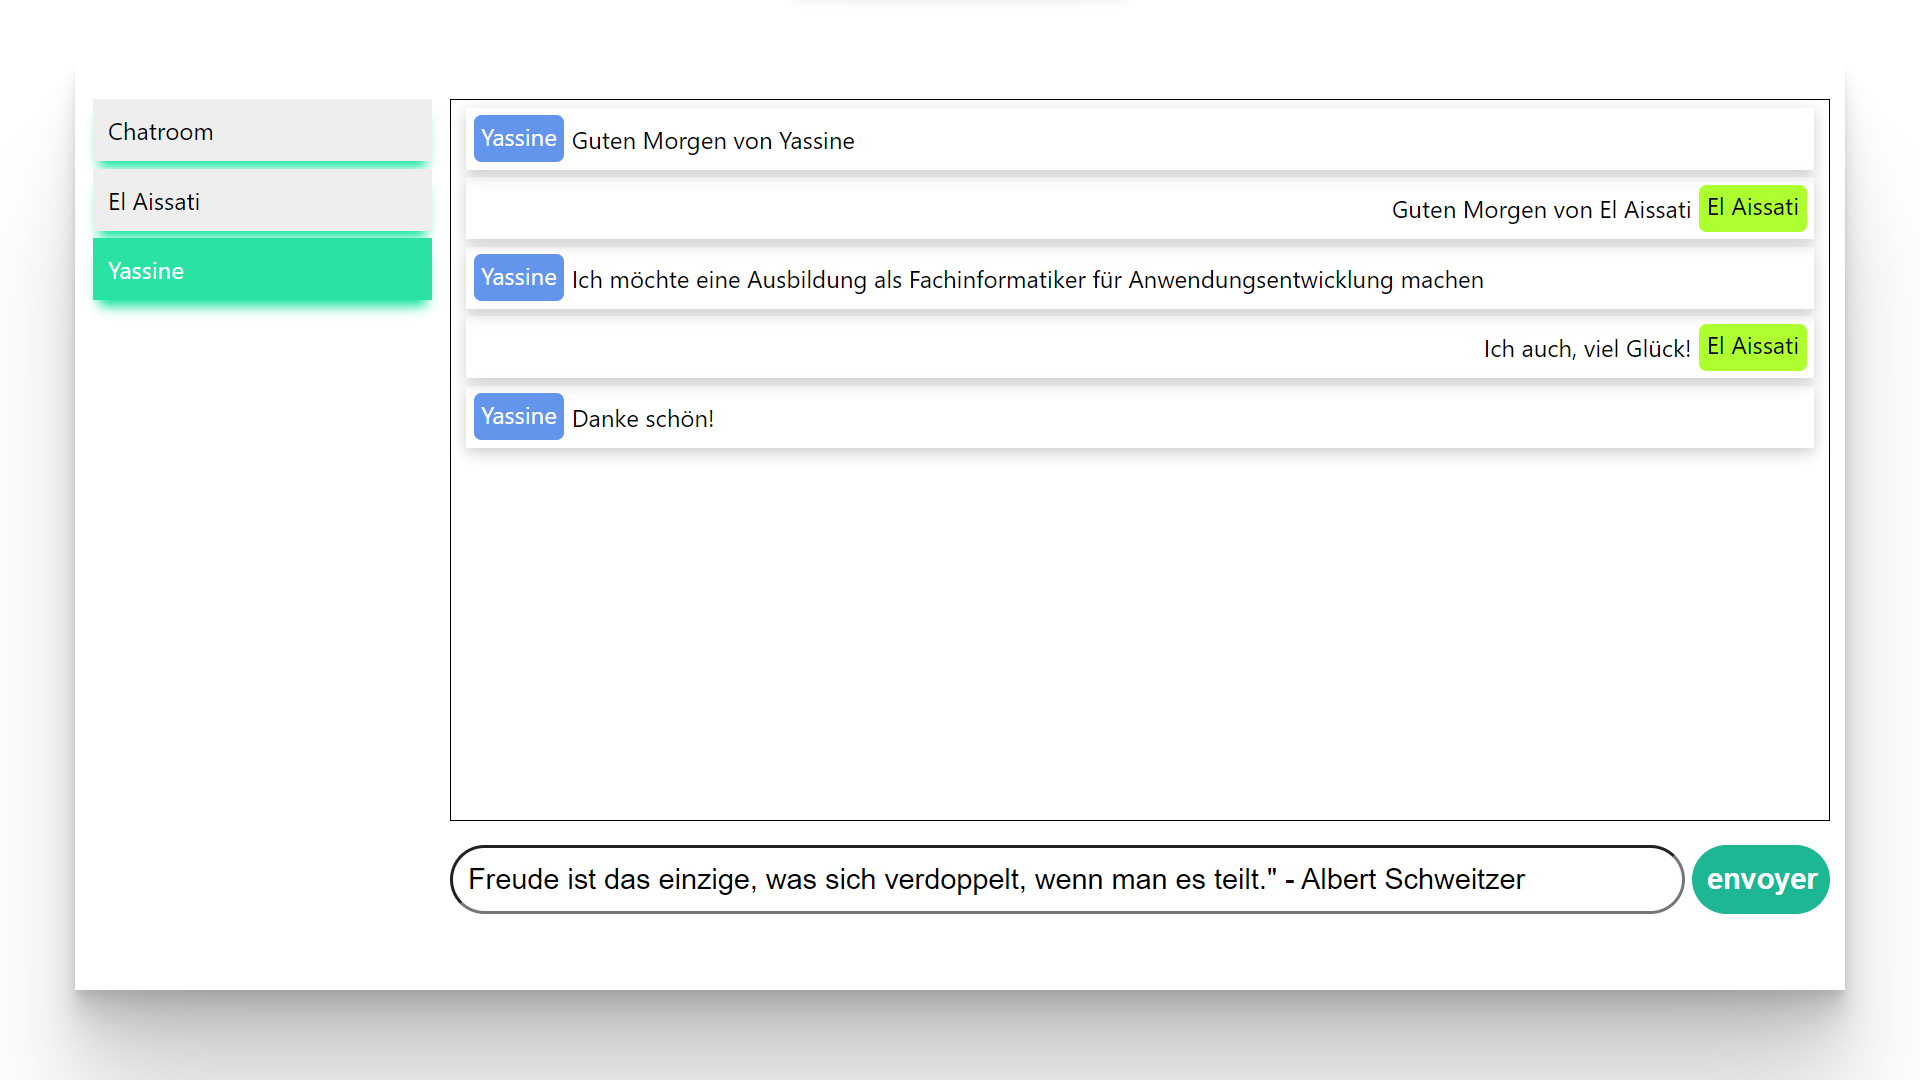 Chatroom
El Aissati
Yassine
Yassine Guten Morgen von Yassine
Guten Morgen von El Aissati El Aissati
Yassine Ich möchte eine Ausbildung als Fachinformatiker für Anwendungsentwicklung machen
Ich auch, viel Glück! El Aissati
Yassine Danke schön!
Freude ist das einzige, was sich verdoppelt, wenn man es teilt." - Albert Schweitzer
envoyer